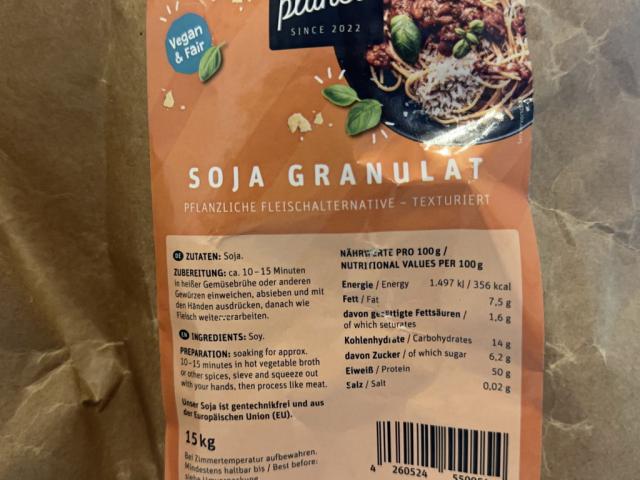 SINCE 2022
Vegan
& Fair
SOJA GRANULAT
PFLANZLICHE FLEISCHALTERNATIVE – TEXTURIERT
DE ZUTATEN: Soja.
ZUBEREITUNG: ca. 10 – 15 Minuten
in heißer Gemüsebrühe oder anderen
Gewürzen einweichen, absieben und mit
den Händen ausdrücken, danach wie
Fleisch weiterverarbeiten.
EN INGREDIENTS: Soy.
PREPARATION: soaking for approx.
10 – 15 minutes in hot vegetable broth
or other spices, sieve and squeeze out
with your hands, then process like meat.
Unser Soja ist gentechnikfrei und aus
der Europäischen Union (EU).
15 kg
Bei Zimmertemperatur aufbewahren.
Mindestens haltbar bis / Best before:
NÄHRWERTE PRO 100 g /
NUTRITIONAL VALUES PER 100 g
Energie / Energy 1.497 kJ / 356 kcal
Fett / Fat 7,5 g
davon gesättigte Fettsäuren / 1,6 g
of which seturates
Kohlenhydrate / Carbohydrates 14 g
davon Zucker / of which sugar 6,2 g
Eiweiß / Protein 50 g
Salz / Salt 0,02 g
4 260524